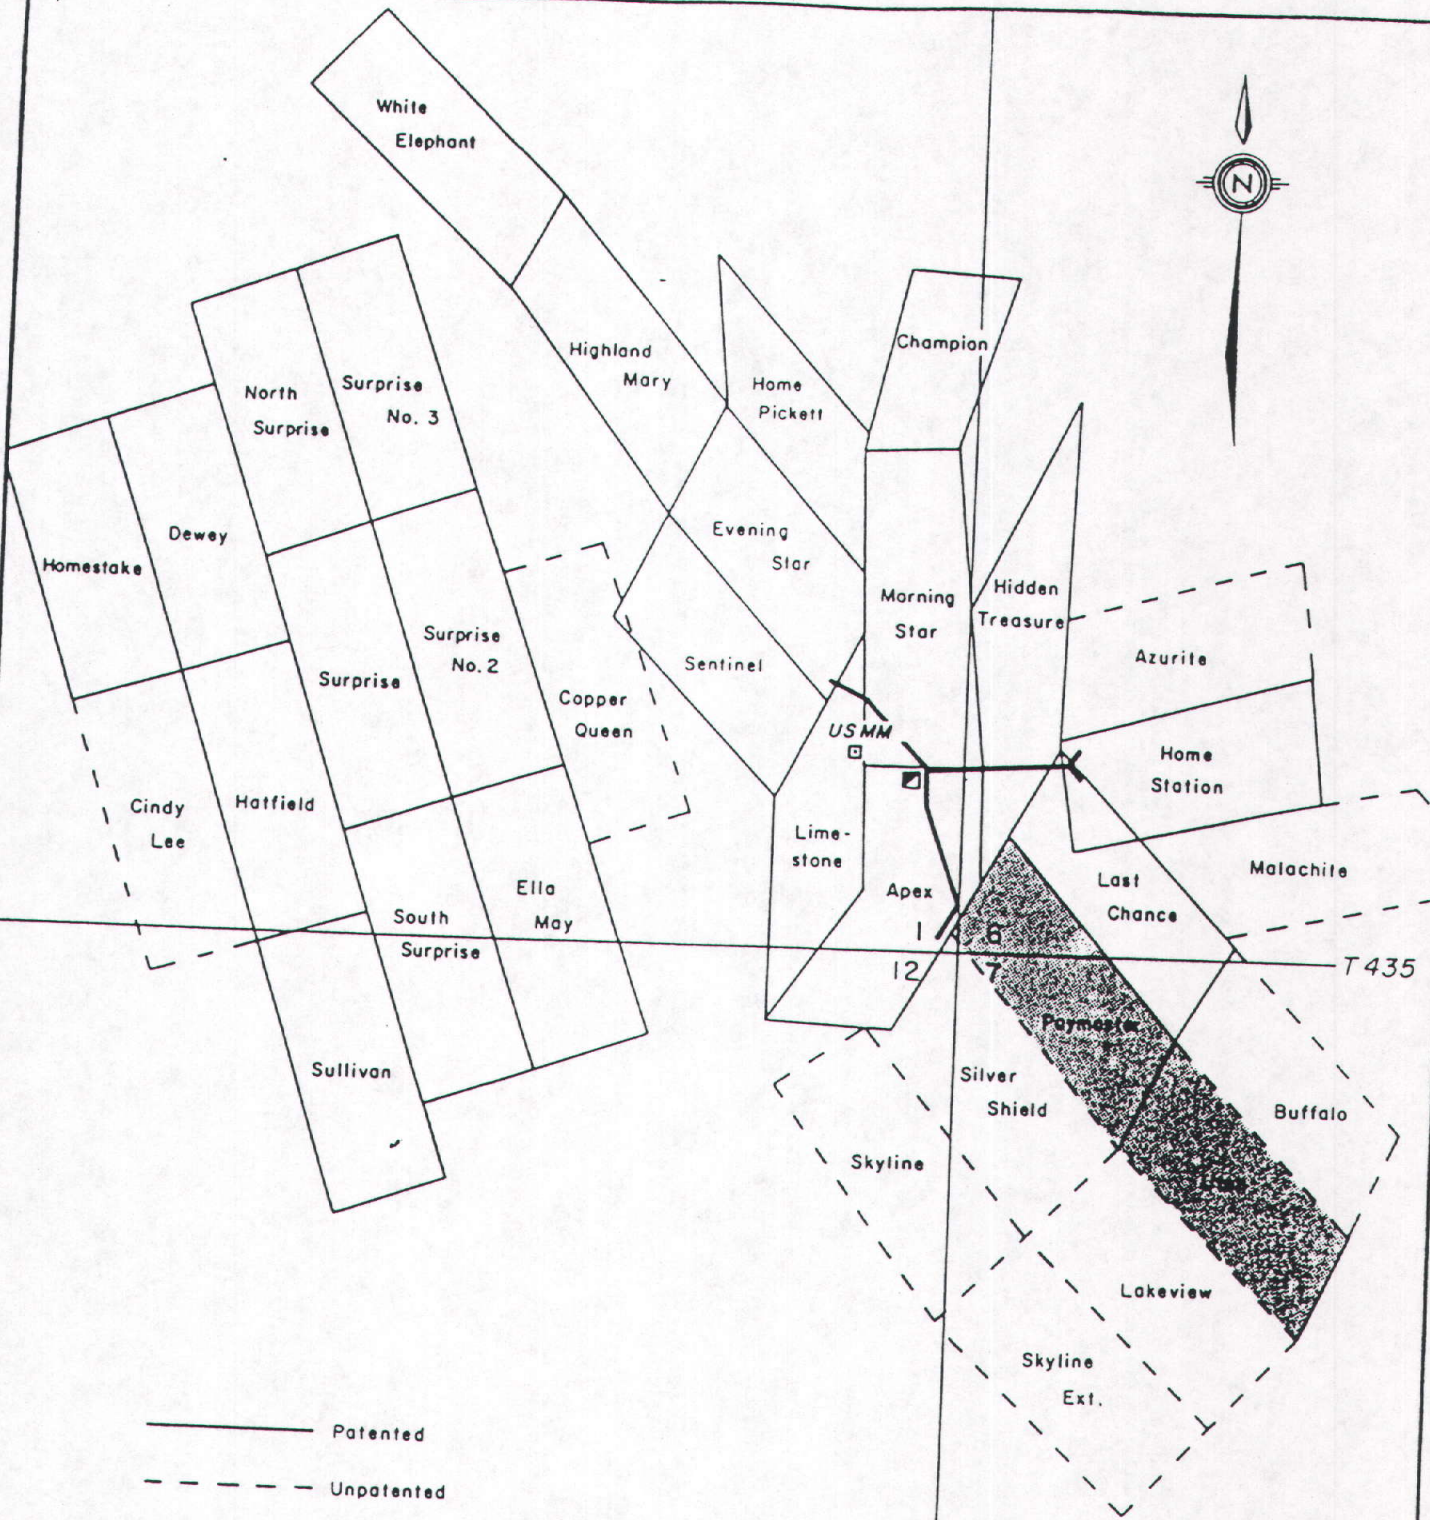 White
Elephant
N
Highland
Mary
Champion
Home
Pickett
North
Surprise
Surprise
No. 3
Homestake
Dewey
Evening
Star
Morning
Star
Hidden
Treasure
Surprise
Surprise
No. 2
Sentinel
Azurite
Copper
Queen
USMM
Home
Station
Cindy
Lee
Hatfield
Lime-
stone
Apex
Last
Chance
Malachite
South
Surprise
Ella
May
1 6
12 7
T435
Paymaster
Sullivan
Silver
Shield
Buffalo
Skyline
Lakeview
Skyline
Ext.
Patented
Unpatented